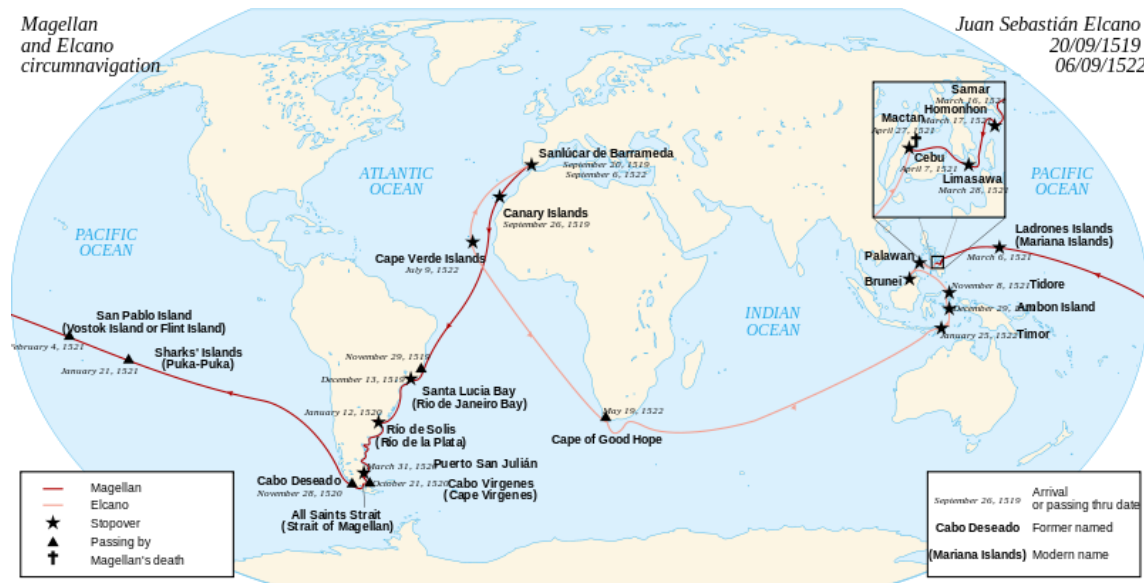 Magellan
and Elcano
circumnavigation
Juan Sebastián Elcano
20/09/1519
06/09/1522
Samar
March 16, 1521
Homonhon
March 17, 1521
Mactan
April 27, 1521
Cebu
April 7, 1521
Limasawa
March 28, 1521
Sanlúcar de Barrameda
September 20, 1519
September 6, 1522
ATLANTIC
OCEAN
PACIFIC
OCEAN
Canary Islands
September 26, 1519
PACIFIC
OCEAN
Ladrones Islands
(Mariana Islands)
March 6, 1521
Cape Verde Islands
July 9, 1522
Palawan
Brunei
November 8, 1521
Tidore
December 29,
Ambon Island
January 25, 1522
Timor
INDIAN
OCEAN
San Pablo Island
(Vostok Island or Flint Island)
February 4, 1521
Sharks' Islands
(Puka-Puka)
January 21, 1521
November 29, 1519
December 13, 1519
Santa Lucia Bay
(Rio de Janeiro Bay)
January 12, 1520
Río de Solis
(Río de la Plata)
May 19, 1522
Cape of Good Hope
March 31, 1520
Puerto San Julián
Cabo Deseado
November 28, 1520
October 21, 1520
Cabo Virgenes
(Cape Virgenes)
All Saints Strait
(Strait of Magellan)
Magellan
Elcano
Stopover
Passing by
Magellan's death
September 26, 1519
Arrival
or passing thru date
Cabo Deseado
Former named
(Mariana Islands)
Modern name